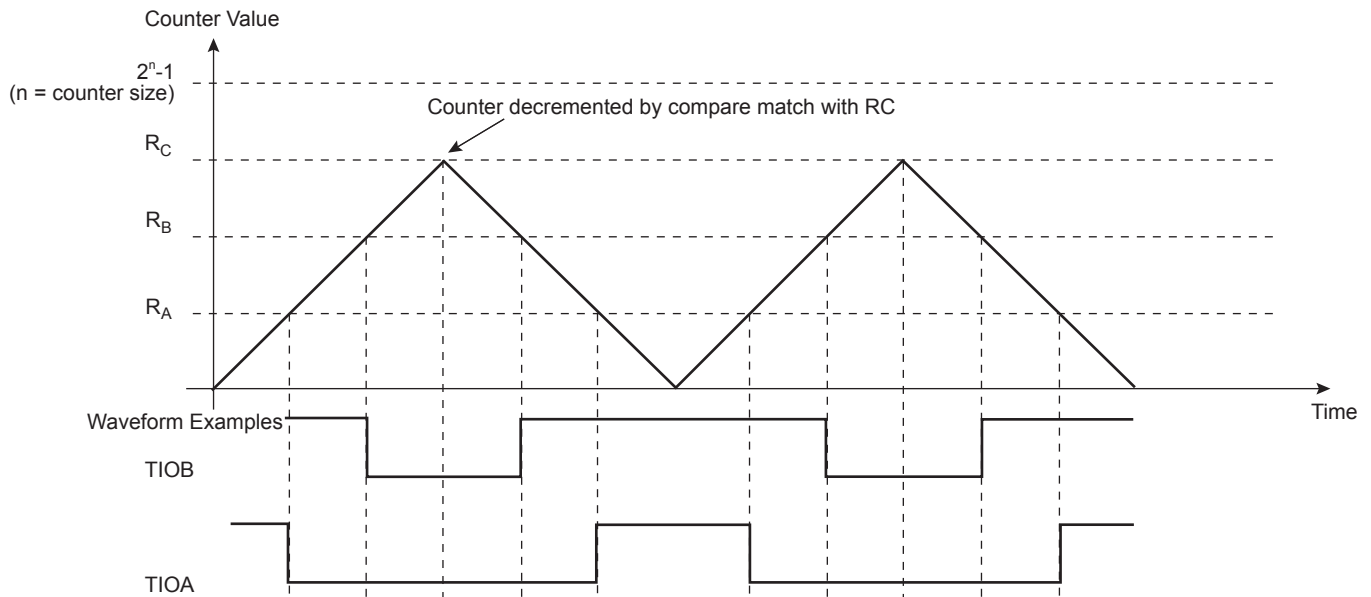 Counter Value
2ⁿ-1
(n = counter size)
Counter decremented by compare match with RC
R_C
R_B
R_A
Time
Waveform Examples
TIOB
TIOA